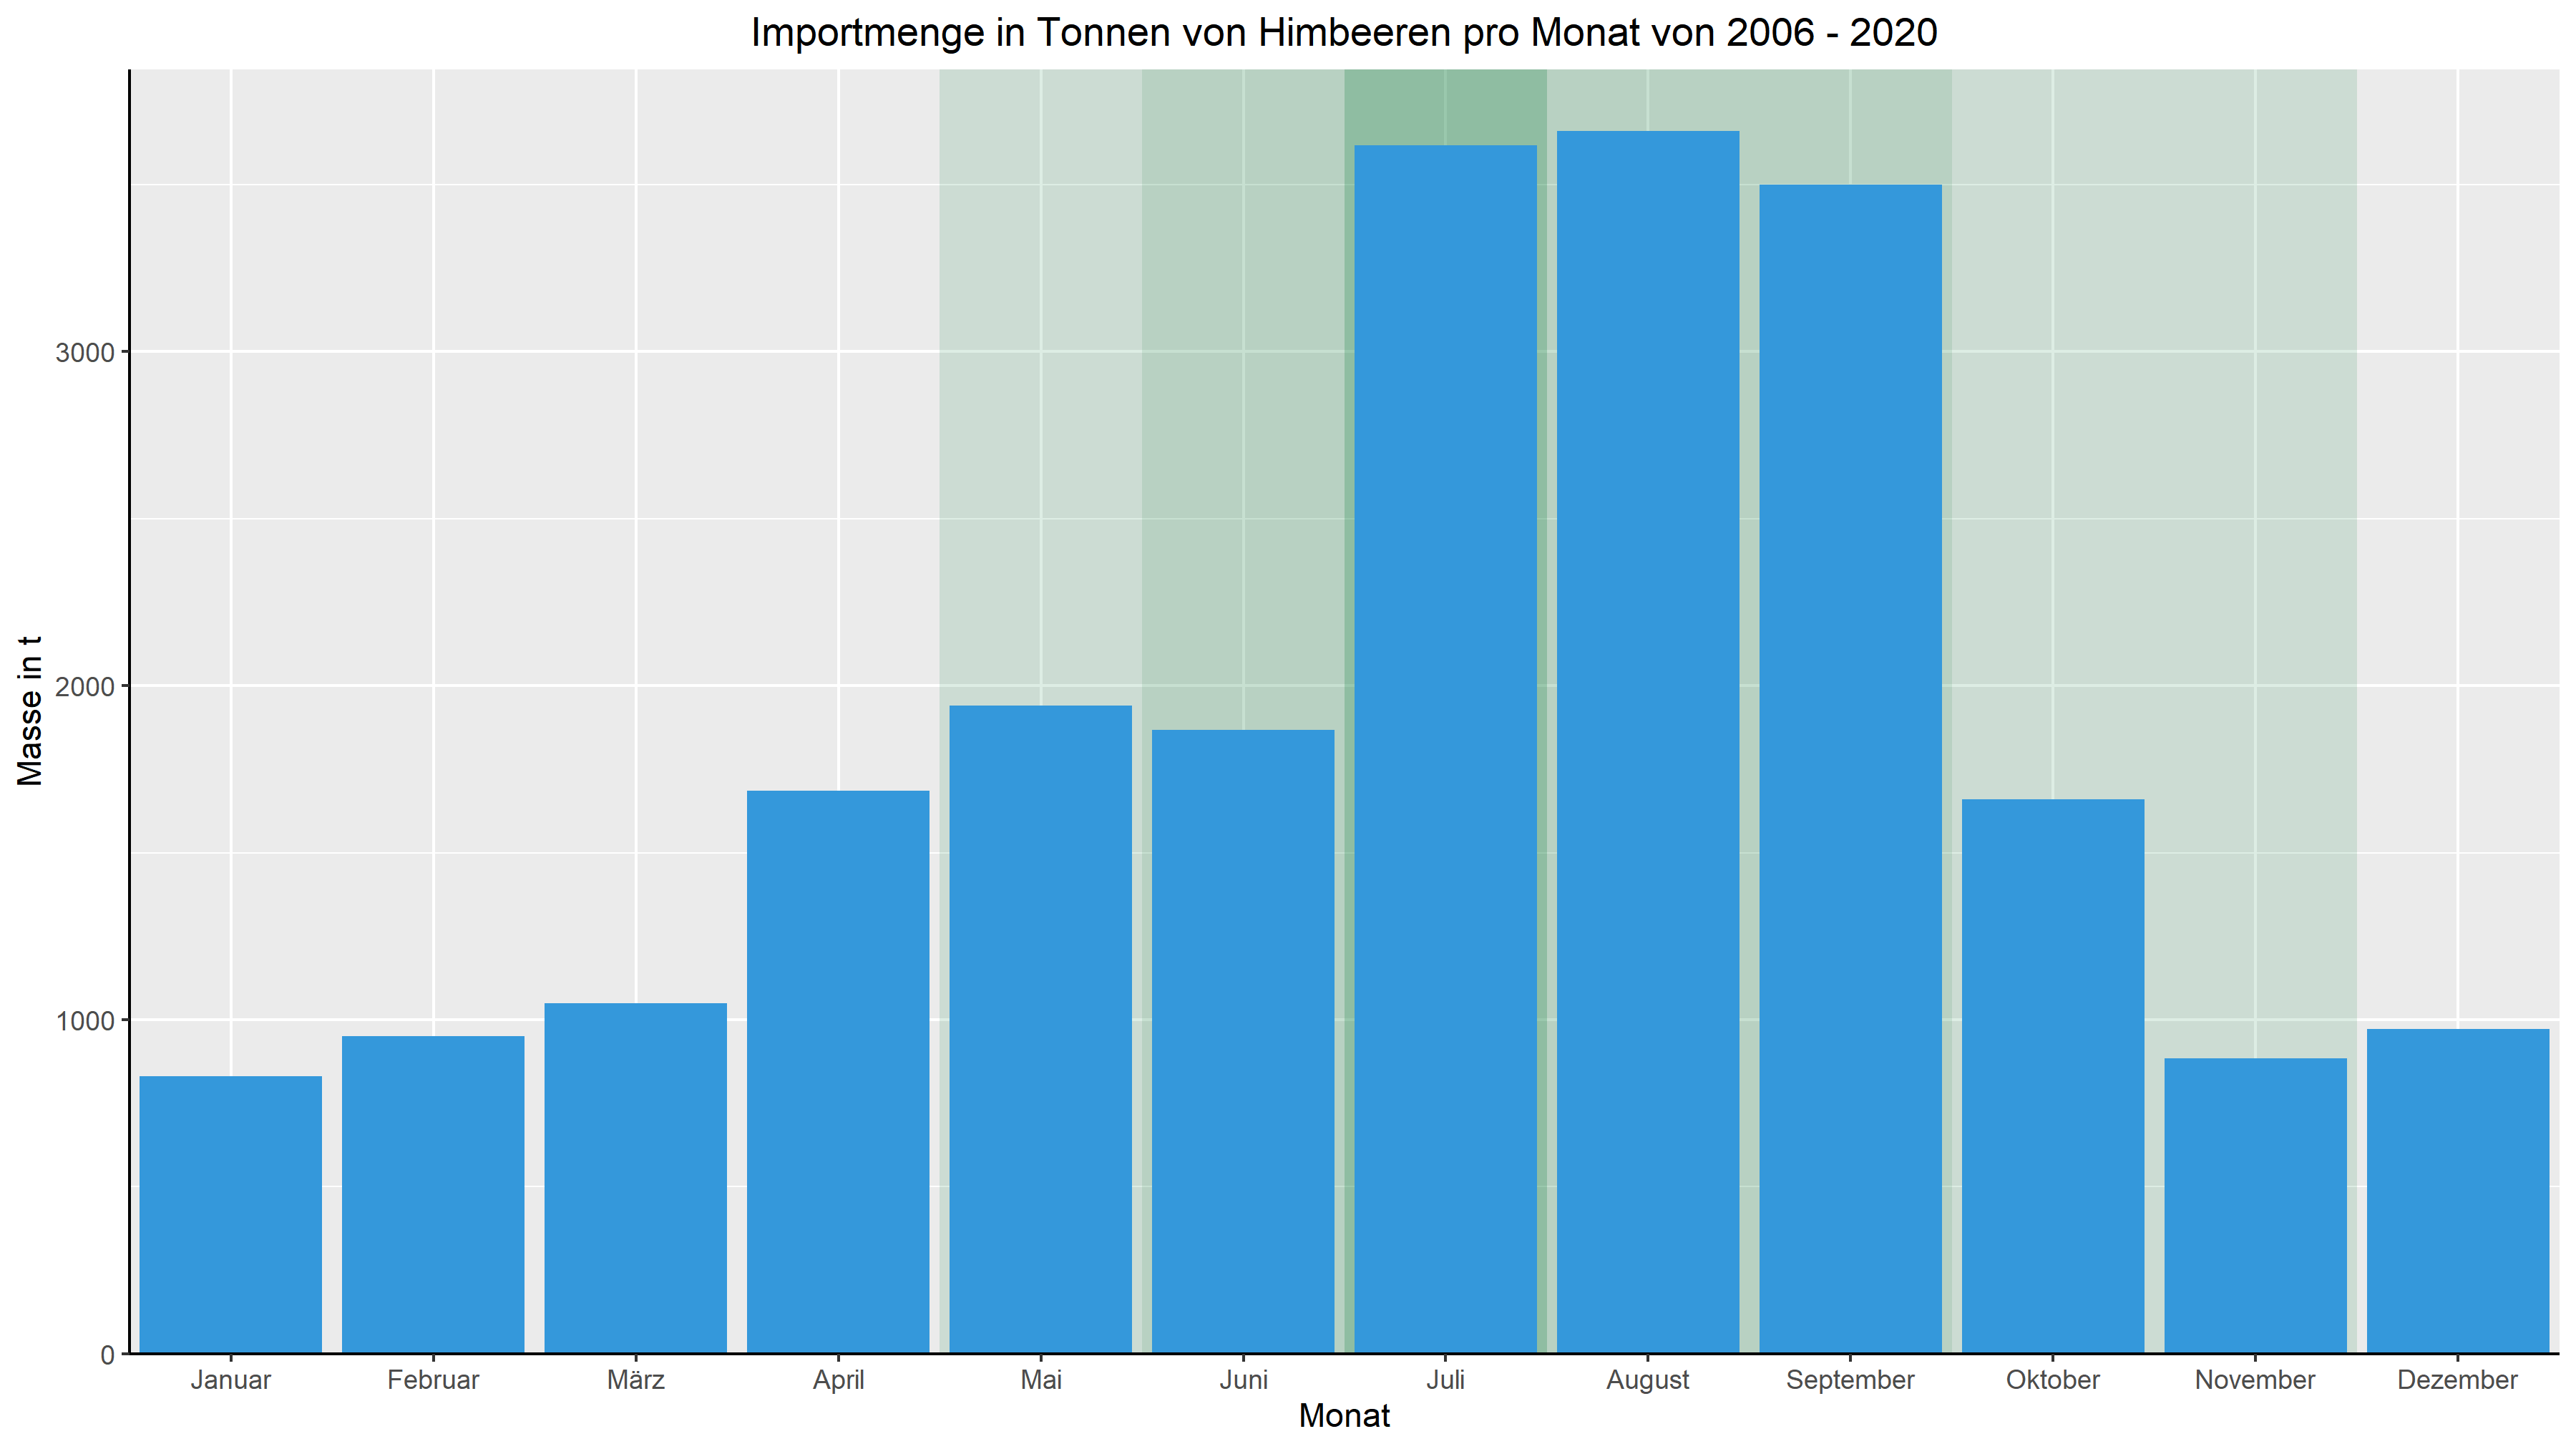 Importmenge in Tonnen von Himbeeren pro Monat von 2006 - 2020
Masse in t
3000
2000
1000
0
Januar Februar März April Mai Juni Juli August September Oktober November Dezember
Monat